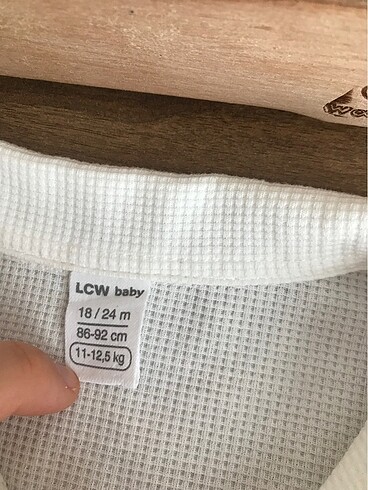 LCW baby
18 / 24 m
86-92 cm
11-12,5 kg